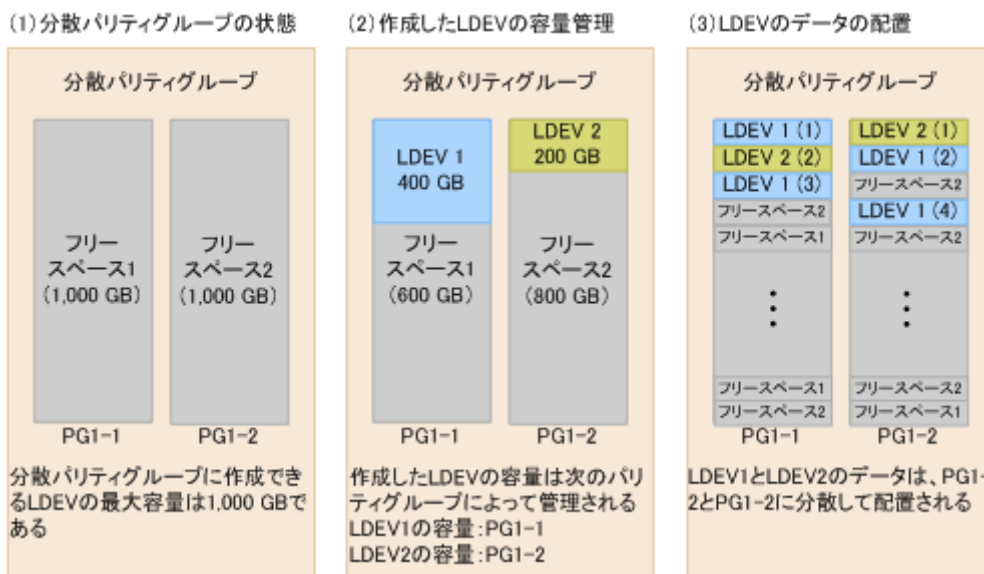 (1)分散パリティグループの状態
分散パリティグループ
フリー
スペース1
(1,000 GB)
フリー
スペース2
(1,000 GB)
PG1-1
PG1-2
分散パリティグループに作成でき
るLDEVの最大容量は1,000 GBで
ある
(2)作成したLDEVの容量管理
分散パリティグループ
LDEV 1
400 GB
フリー
スペース1
(600 GB)
LDEV 2
200 GB
フリー
スペース2
(800 GB)
PG1-1
PG1-2
作成したLDEVの容量は次のパリ
ティグループによって管理される
LDEV1の容量:PG1-1
LDEV2の容量:PG1-2
(3)LDEVのデータの配置
分散パリティグループ
LDEV 1 (1)
LDEV 2 (2)
LDEV 1 (3)
フリースペース2
フリースペース1
フリースペース1
フリースペース2
PG1-1
LDEV 2 (1)
LDEV 1 (2)
フリースペース2
LDEV 1 (4)
フリースペース2
フリースペース2
フリースペース1
PG1-2
LDEV1とLDEV2のデータは、PG1-
2とPG1-2に分散して配置される